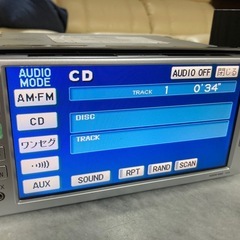 AUDIO MODE
CD
AUDIO OFF
閉じる
AM·FM
TRACK 1 0'34"
CD
DISC
ワンセグ
TRACK
AUX
SOUND
RPT
RAND
SCAN